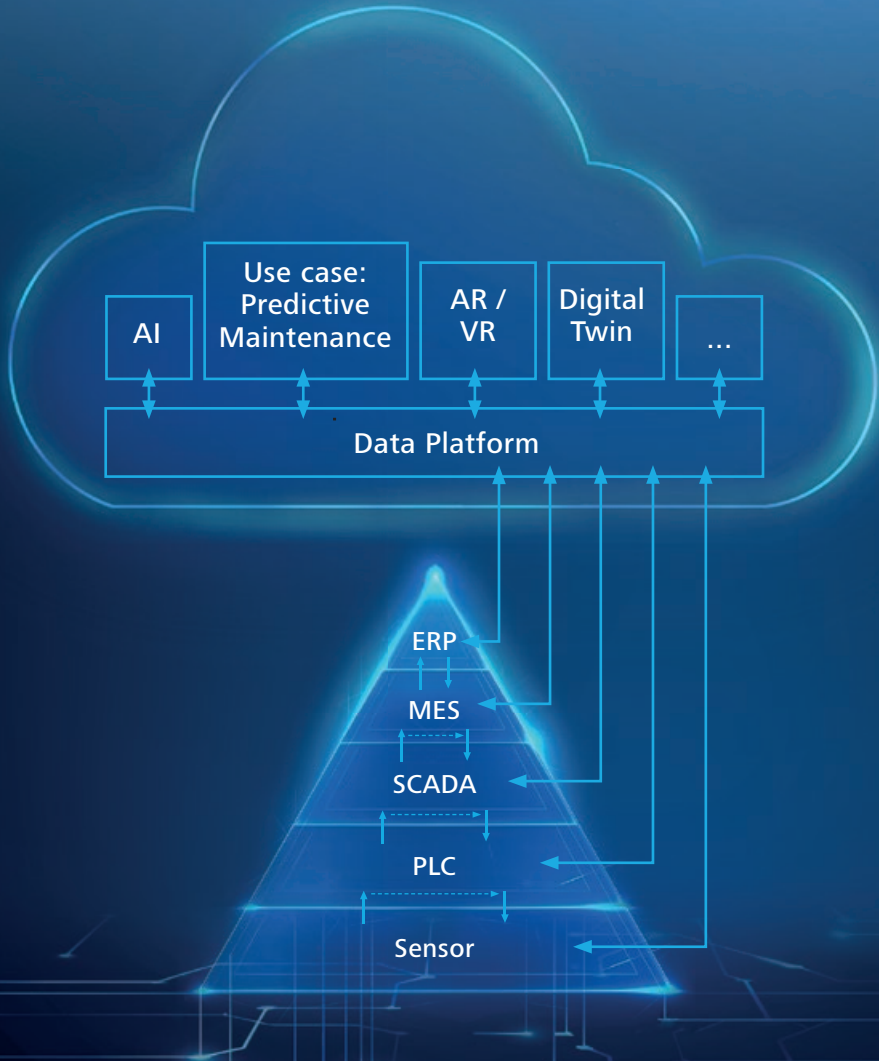 AI
Use case:
Predictive
Maintenance
AR /
VR
Digital
Twin
...
Data Platform
ERP
MES
SCADA
PLC
Sensor